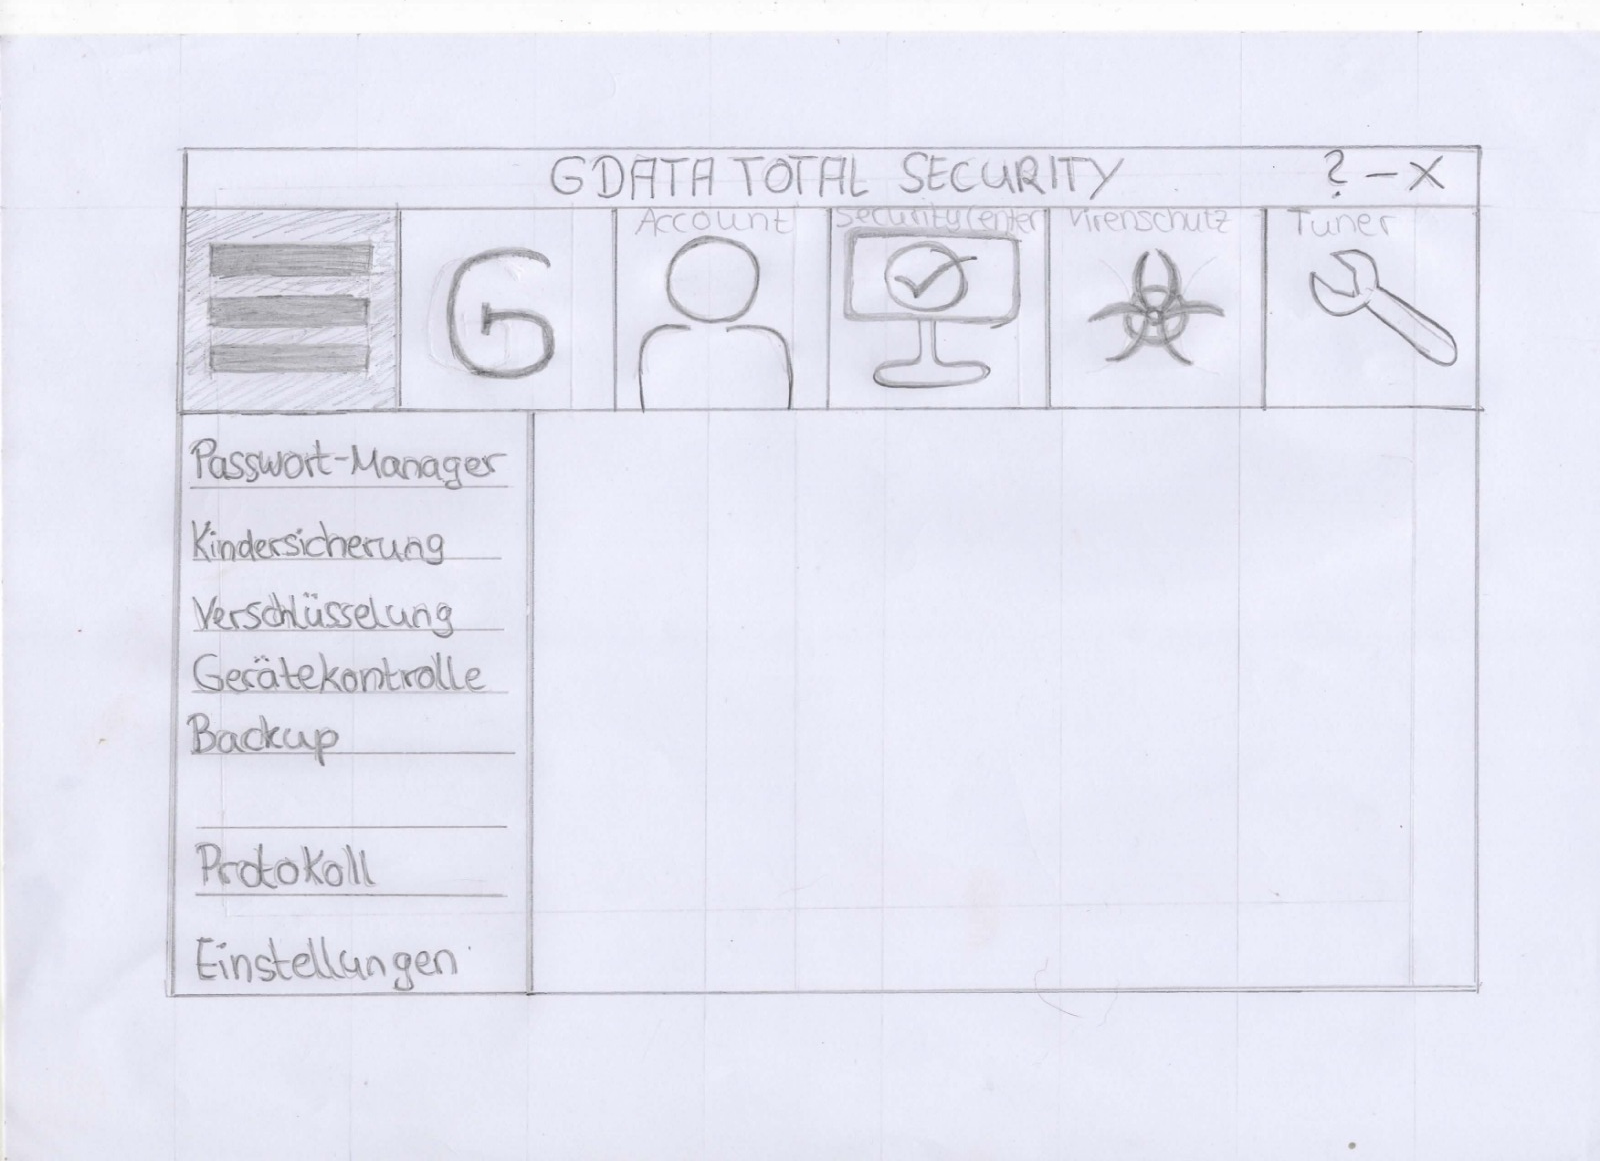 GDATA TOTAL SECURITY ? – X
G
Account
SecurityCenter
Virenschutz
Tuner
Passwort-Manager
Kindersicherung
Verschlüsselung
Gerätekontrolle
Backup
Protokoll
Einstellungen